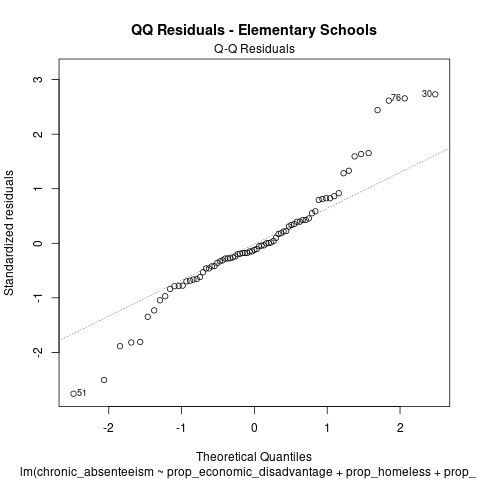 QQ Residuals - Elementary Schools
Q-Q Residuals
3
2
1
0
-1
-2
Standardized residuals
76
30
51
-2
-1
0
1
2
Theoretical Quantiles
lm(chronic_absenteeism ~ prop_economic_disadvantage + prop_homeless + prop_